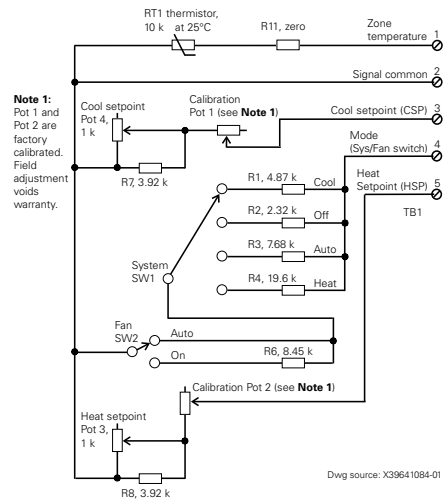 RT1 thermistor,
10 k at 25°C
R11, zero
Zone
temperature
1
Signal common
2
Note 1:
Pot 1 and
Pot 2 are
factory
calibrated.
Field
adjustment
voids
warranty.
Cool setpoint
Pot 4,
1 k
Calibration
Pot 1 (see Note 1)
Cool setpoint (CSP)
3
Mode
(Sys/Fan switch)
4
R7, 3.92 k
Heat
Setpoint (HSP)
5
TB1
R1, 4.87 k
Cool
R2, 2.32 k
Off
R3, 7.68 k
Auto
R4, 19.6 k
Heat
System
SW1
Fan
SW2
Auto
On
R6, 8.45 k
Calibration Pot 2 (see Note 1)
Heat setpoint
Pot 3,
1 k
R8, 3.92 k
Dwg source: X39641084-01